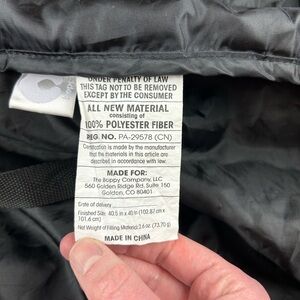 UNDER PENALTY OF LAW
THIS TAG NOT TO BE REMOVED
EXCEPT BY THE CONSUMER
ALL NEW MATERIAL
consisting of
100% POLYESTER FIBER
REG. NO. PA-29578 (CN)
Certification is made by the manufacturer
that the materials in this article are
described in accordance with law.
MADE FOR:
The Boppy Company, LLC
560 Golden Ridge Rd. Suite 150
Golden, CO 80401
Date of delivery
Finished Size: 40.5 in x 40 in (102.87 cm x
101.6 cm)
Net Weight of Filling Material: 2.6 oz. (73.70 g)
MADE IN CHINA